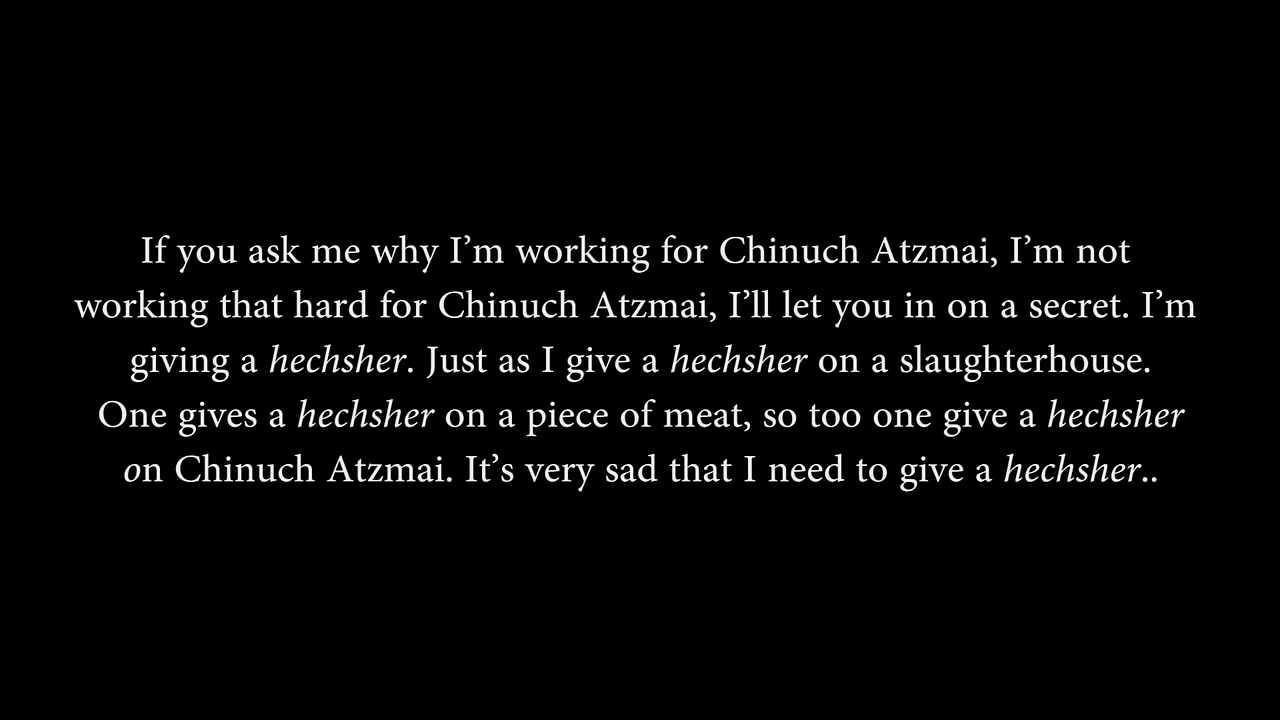 If you ask me why I’m working for Chinuch Atzmai, I’m not
working that hard for Chinuch Atzmai, I’ll let you in on a secret. I’m
giving a hechsher. Just as I give a hechsher on a slaughterhouse.
One gives a hechsher on a piece of meat, so too one give a hechsher
on Chinuch Atzmai. It’s very sad that I need to give a hechsher..